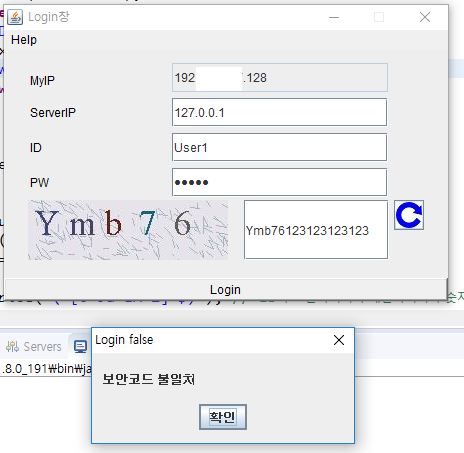 Login창
Help
MyIP 192 .128
ServerIP 127.0.0.1
ID User1
PW •••••
Ymb76 Ymb76123123123123
Login
Servers
Login false
.8.0_191\bin\ja
보안코드 불일치
확인